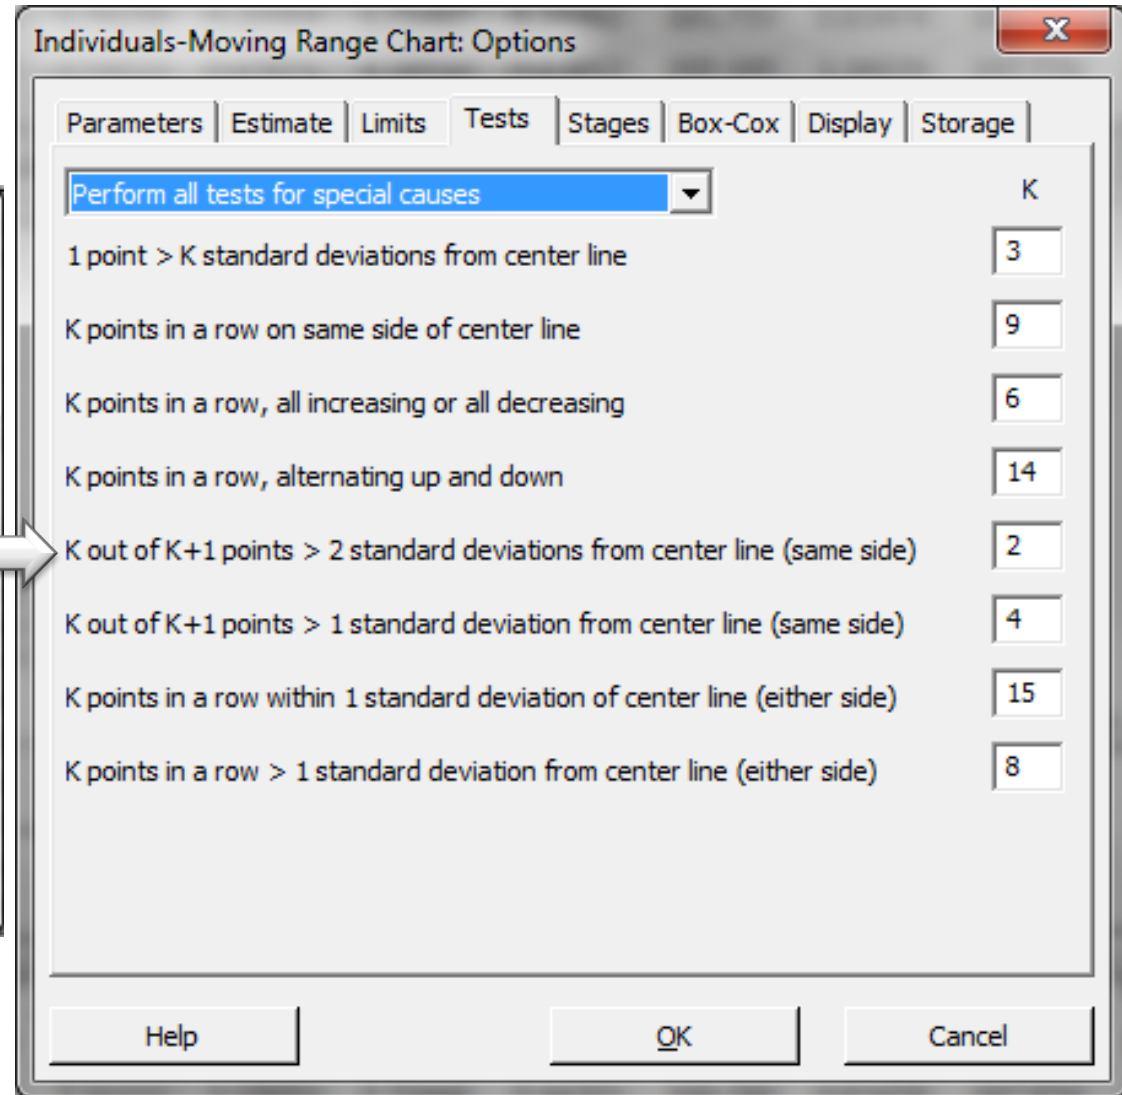 Individuals-Moving Range Chart: Options
Parameters Estimate Limits Tests Stages Box-Cox Display Storage
Perform all tests for special causes K
1 point > K standard deviations from center line 3
K points in a row on same side of center line 9
K points in a row, all increasing or all decreasing 6
K points in a row, alternating up and down 14
K out of K+1 points > 2 standard deviations from center line (same side) 2
K out of K+1 points > 1 standard deviation from center line (same side) 4
K points in a row within 1 standard deviation of center line (either side) 15
K points in a row > 1 standard deviation from center line (either side) 8
Help OK Cancel